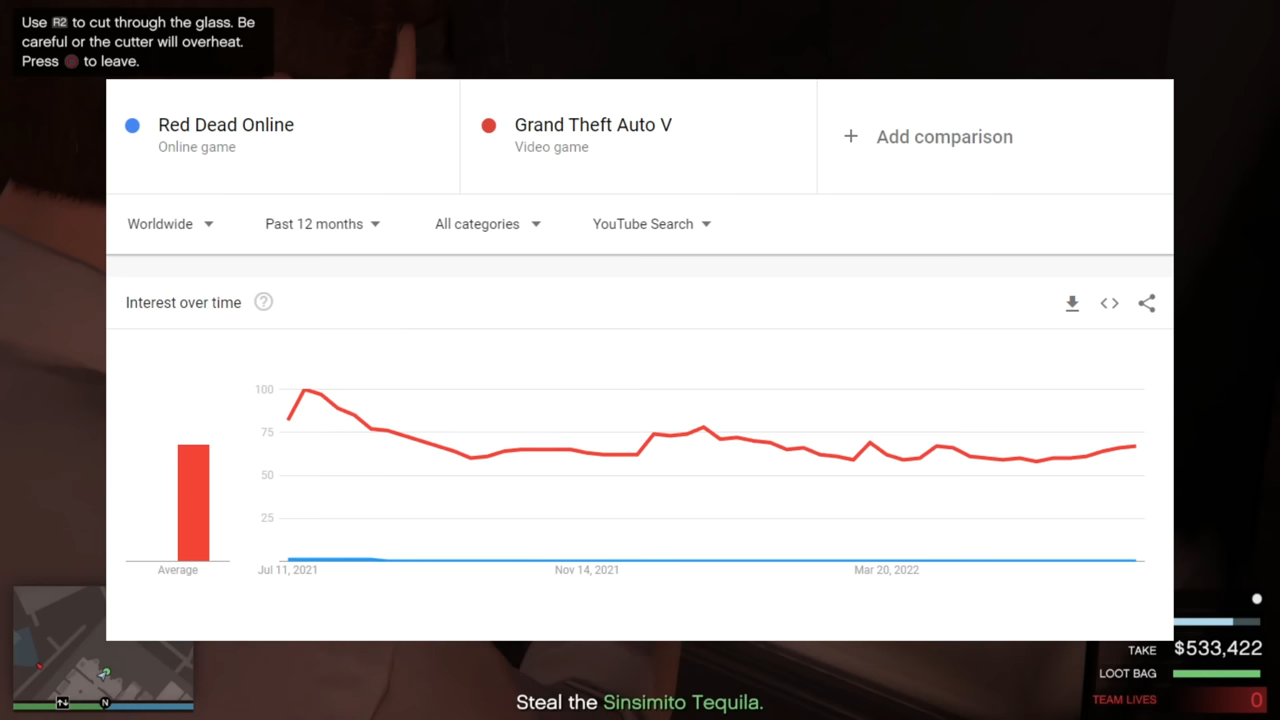 Use R2 to cut through the glass. Be
careful or the cutter will overheat.
Press to leave.
Red Dead Online
Online game
Grand Theft Auto V
Video game
+ Add comparison
Worldwide
Past 12 months
All categories
YouTube Search
Interest over time ?
100
75
50
25
Average
Jul 11, 2021
Nov 14, 2021
Mar 20, 2022
N
TAKE $533,422
LOOT BAG
TEAM LIVES 0
Steal the Sinsimito Tequila.